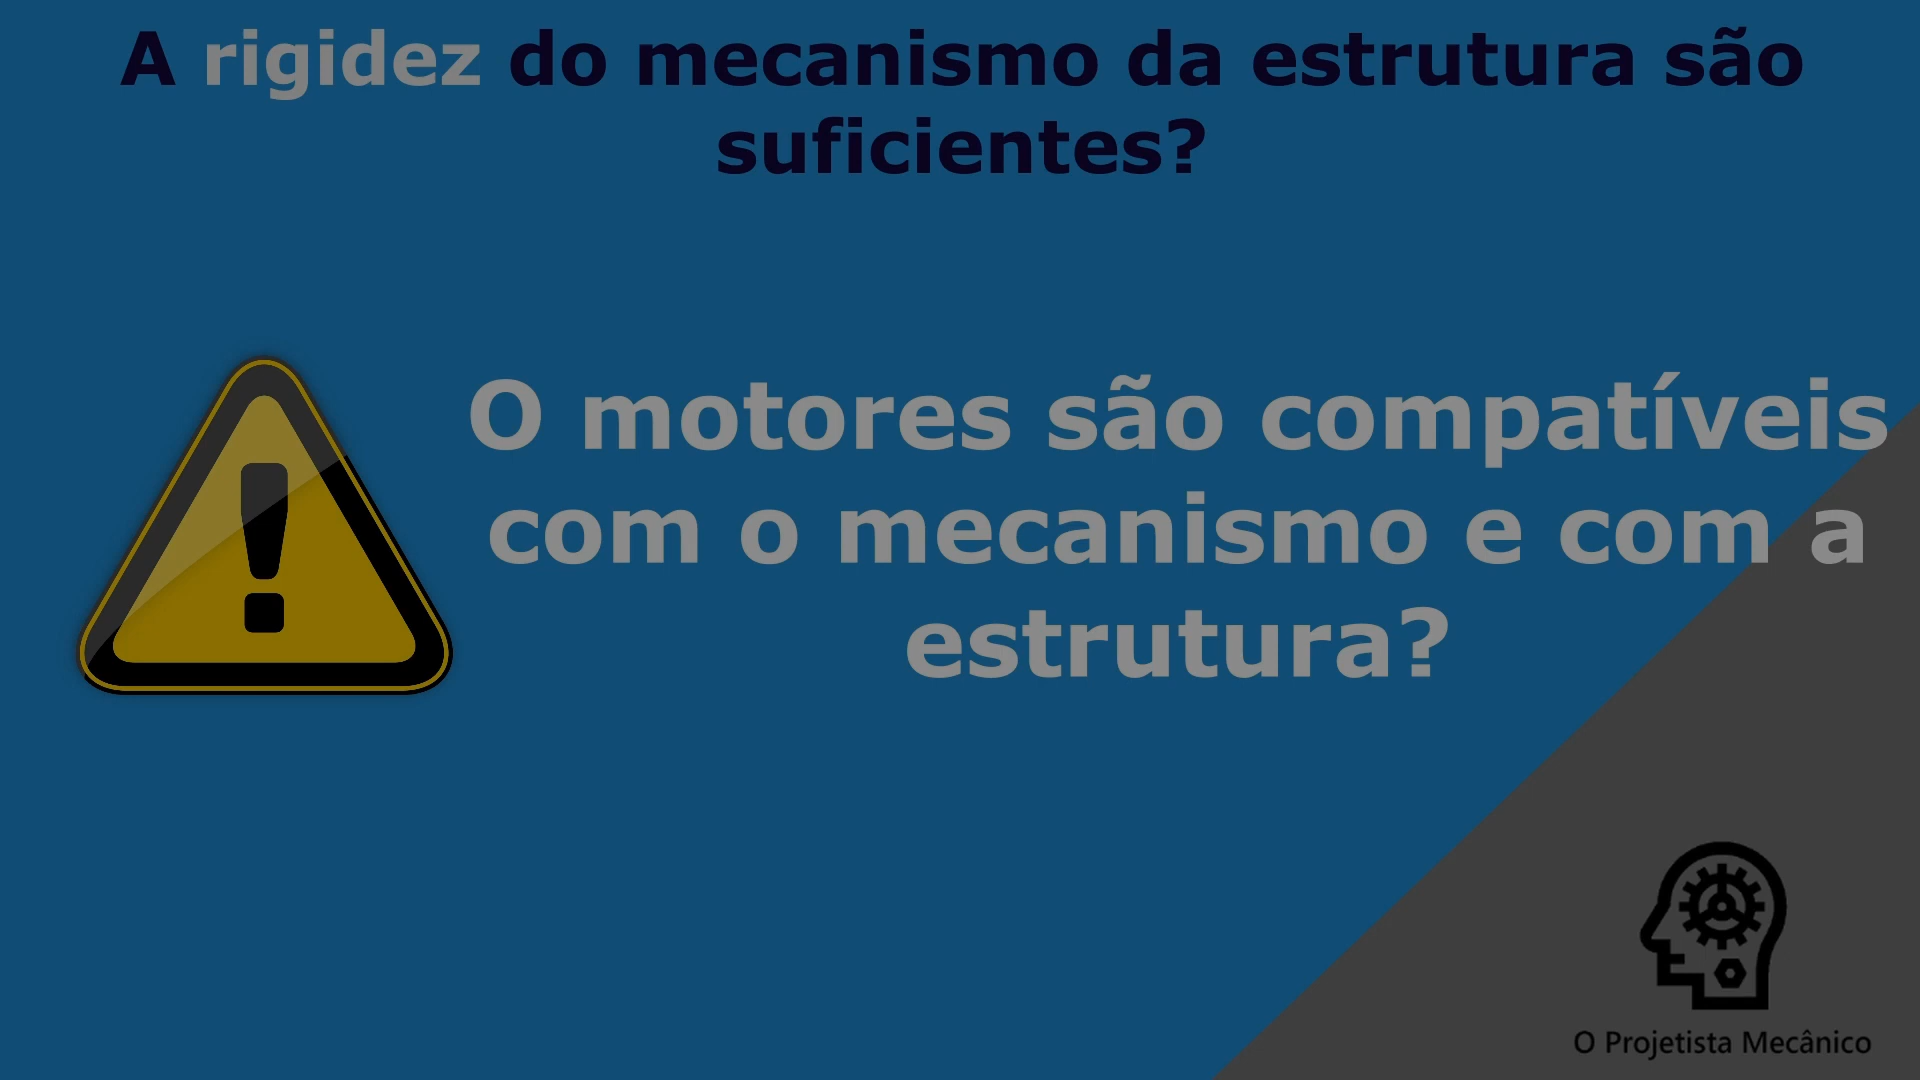 A rigidez do mecanismo da estrutura são
suficientes?
O motores são compatíveis
com o mecanismo e com a
estrutura?
O Projetista Mecânico